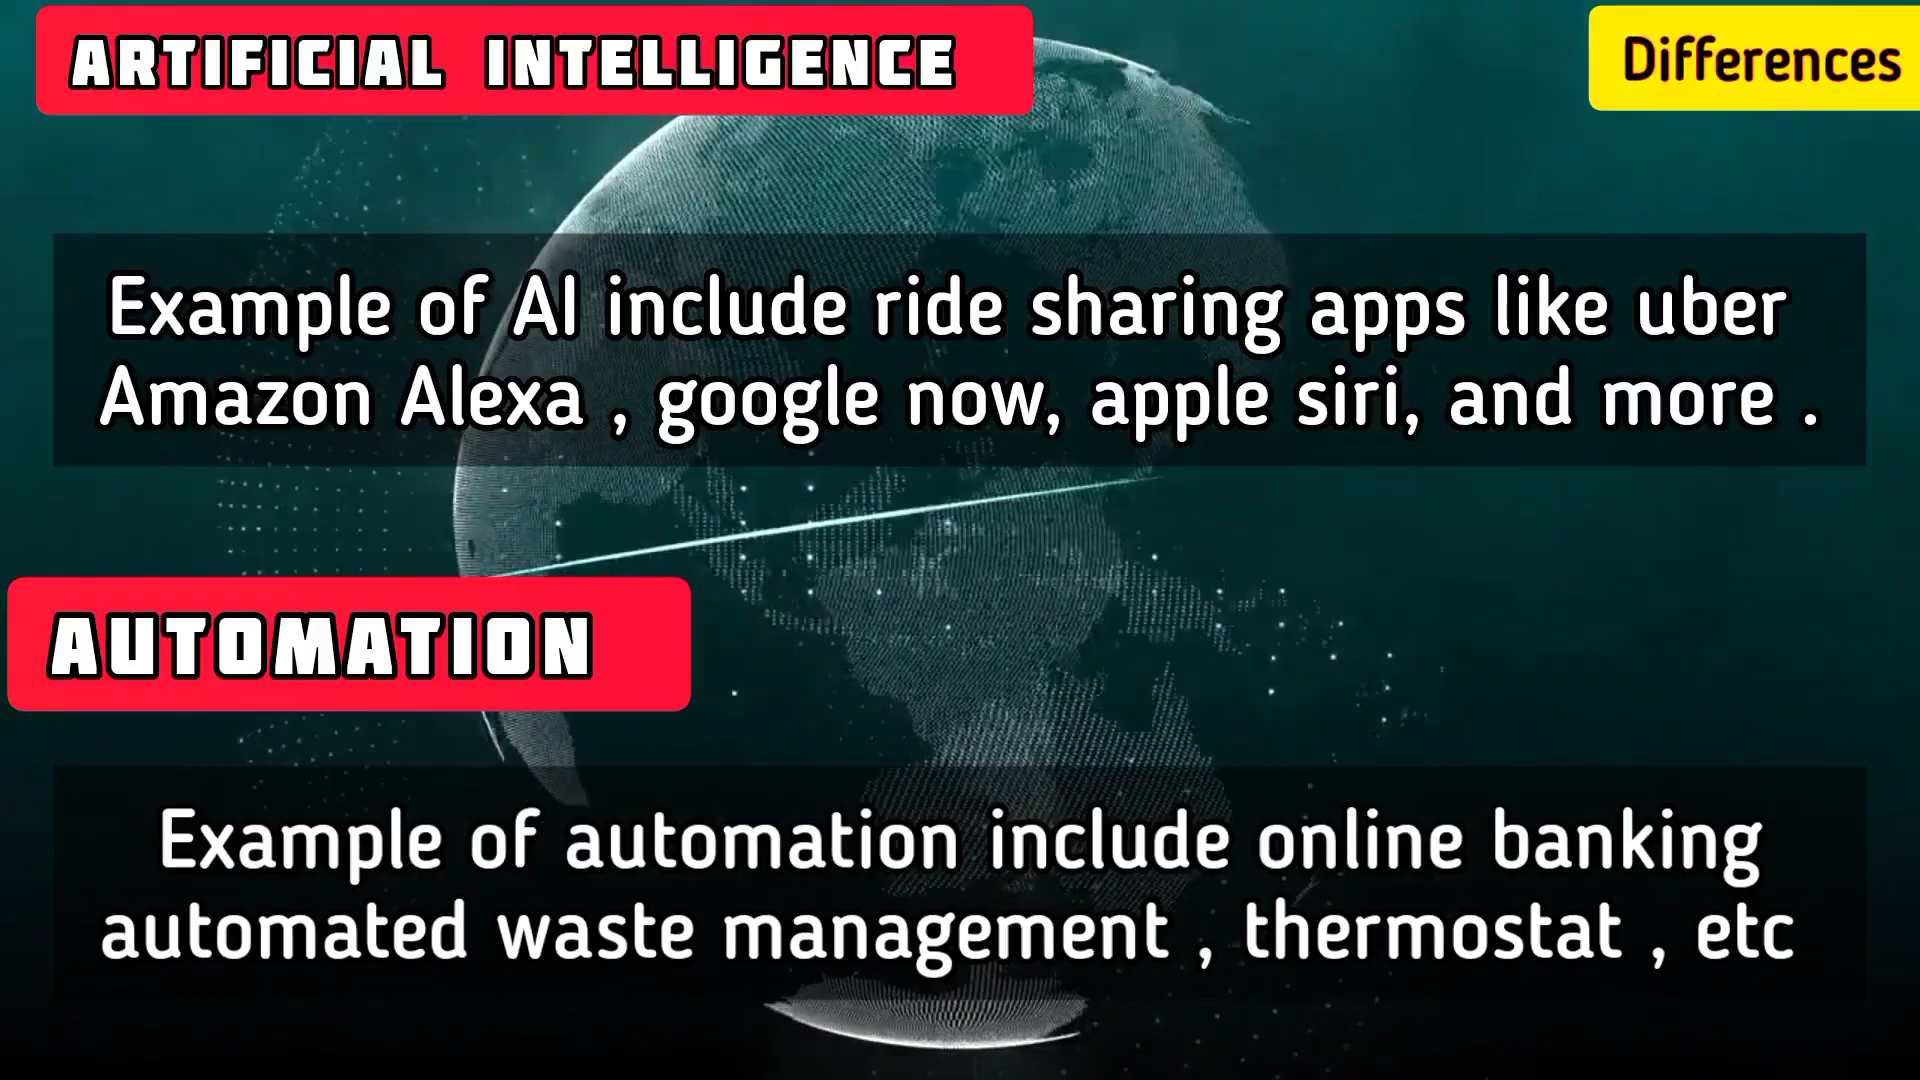 ARTIFICIAL INTELLIGENCE
Differences
Example of AI include ride sharing apps like uber
Amazon Alexa , google now, apple siri, and more .
AUTOMATION
Example of automation include online banking
automated waste management , thermostat , etc